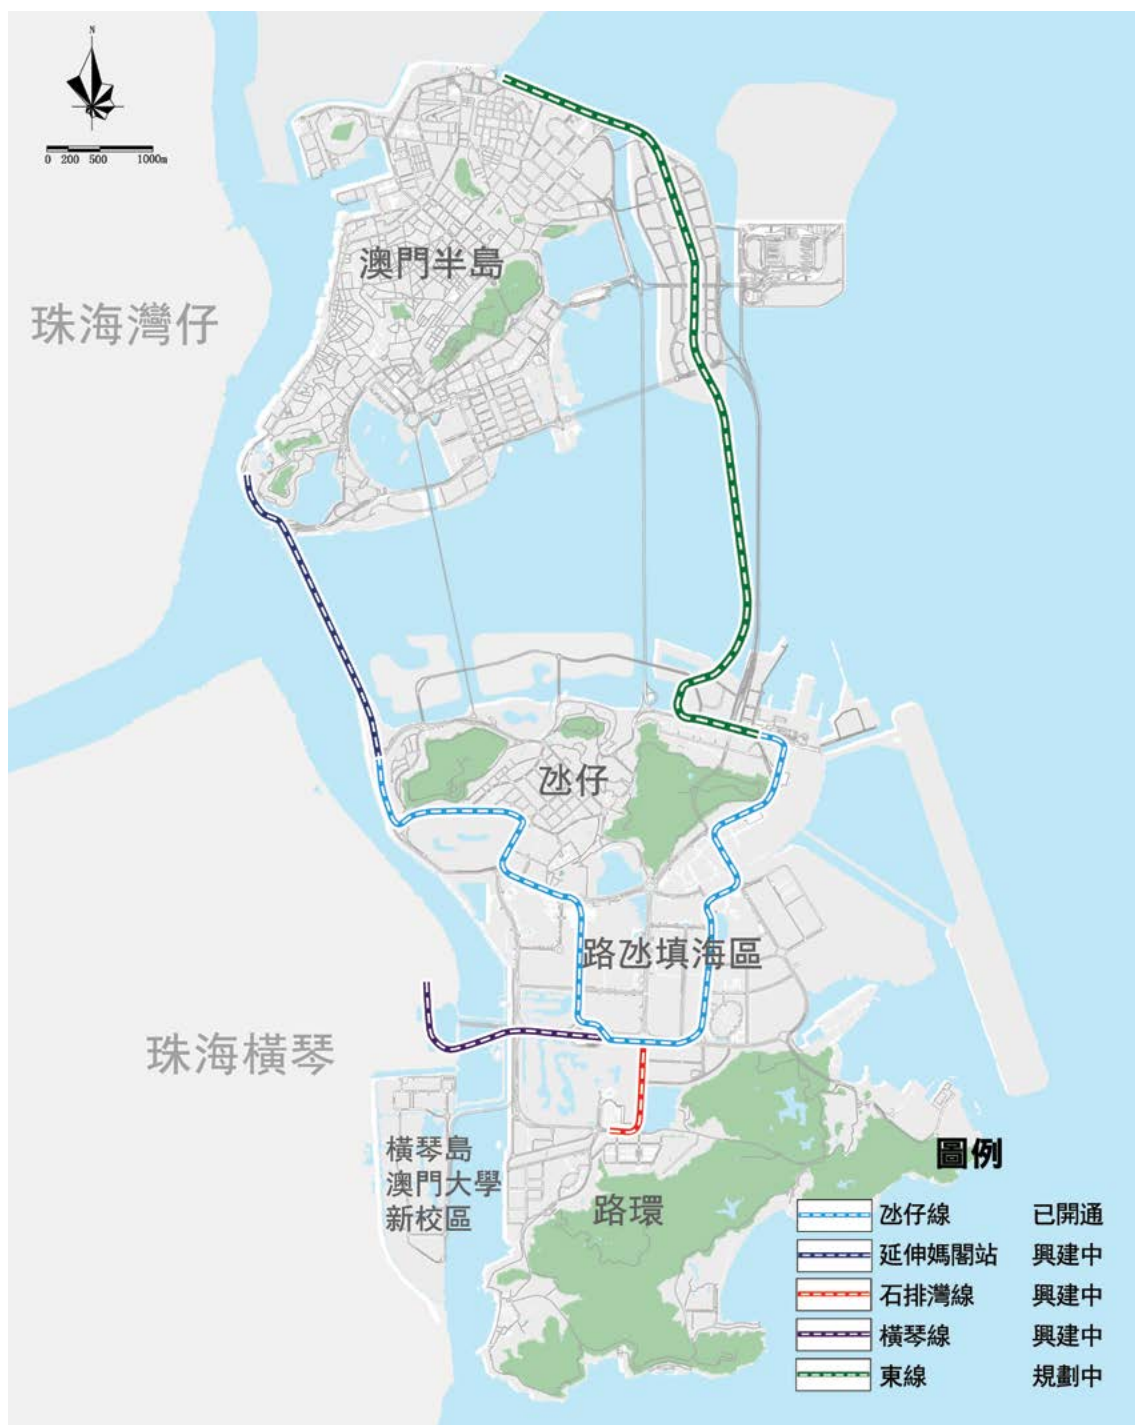 N
0 200 500 1000m
澳門半島
珠海灣仔
氹仔
路氹填海區
珠海橫琴
橫琴島
澳門大學
新校區
路環
圖例
氹仔線 已開通
延伸媽閣站 興建中
石排灣線 興建中
橫琴線 興建中
東線 規劃中